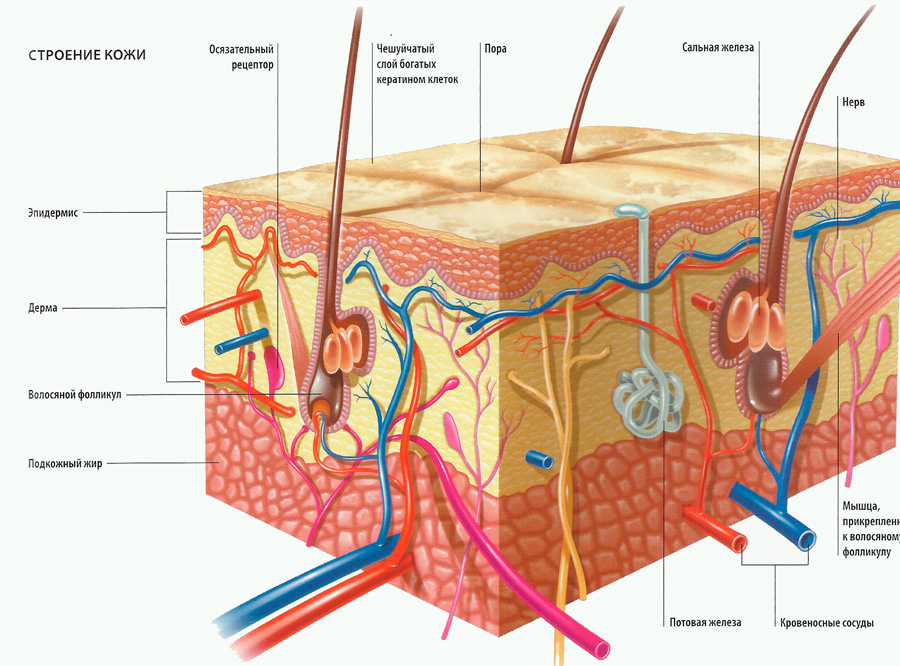 СТРОЕНИЕ КОЖИ
Осязательный
рецептор
Чешуйчатый
слой богатых
кератином клеток
Пора
Сальная железа
Нерв
Эпидермис
Дерма
Волосяной фолликул
Подкожный жир
Мышца,
прикреплен
к волосяному
фолликулу
Потовая железа
Кровеносные сосуды